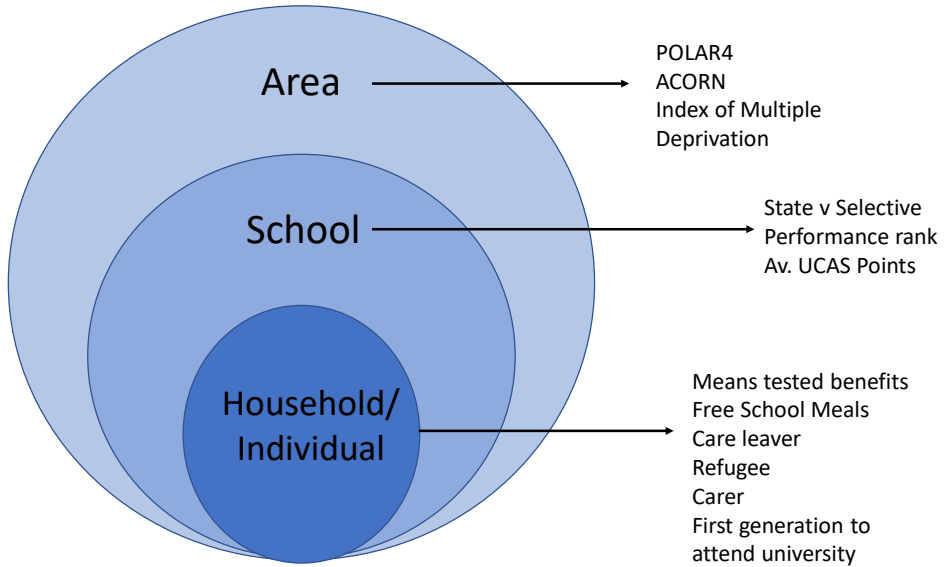 Area
POLAR4
ACORN
Index of Multiple
Deprivation
School
State v Selective
Performance rank
Av. UCAS Points
Household/
Individual
Means tested benefits
Free School Meals
Care leaver
Refugee
Carer
First generation to
attend university